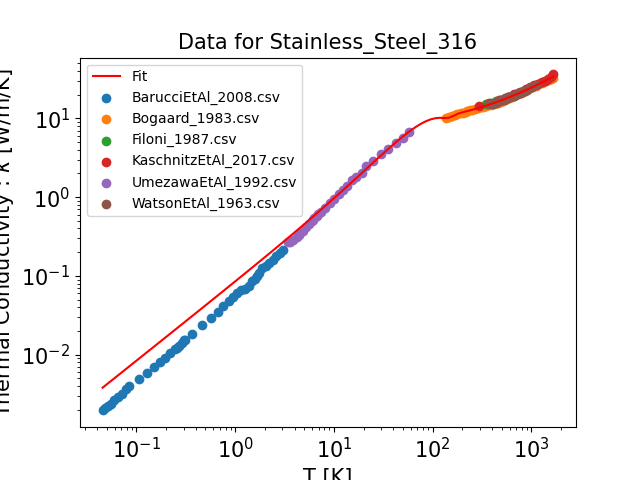 Data for Stainless_Steel_316
Fit
BarucciEtAl_2008.csv
Bogaard_1983.csv
Filoni_1987.csv
KaschnitzEtAl_2017.csv
UmezawaEtAl_1992.csv
WatsonEtAl_1963.csv
Thermal Conductivity : k [W/m/K]
10¹
10⁰
10⁻¹
10⁻²
10⁻¹ 10⁰ 10¹ 10² 10³
T [K]